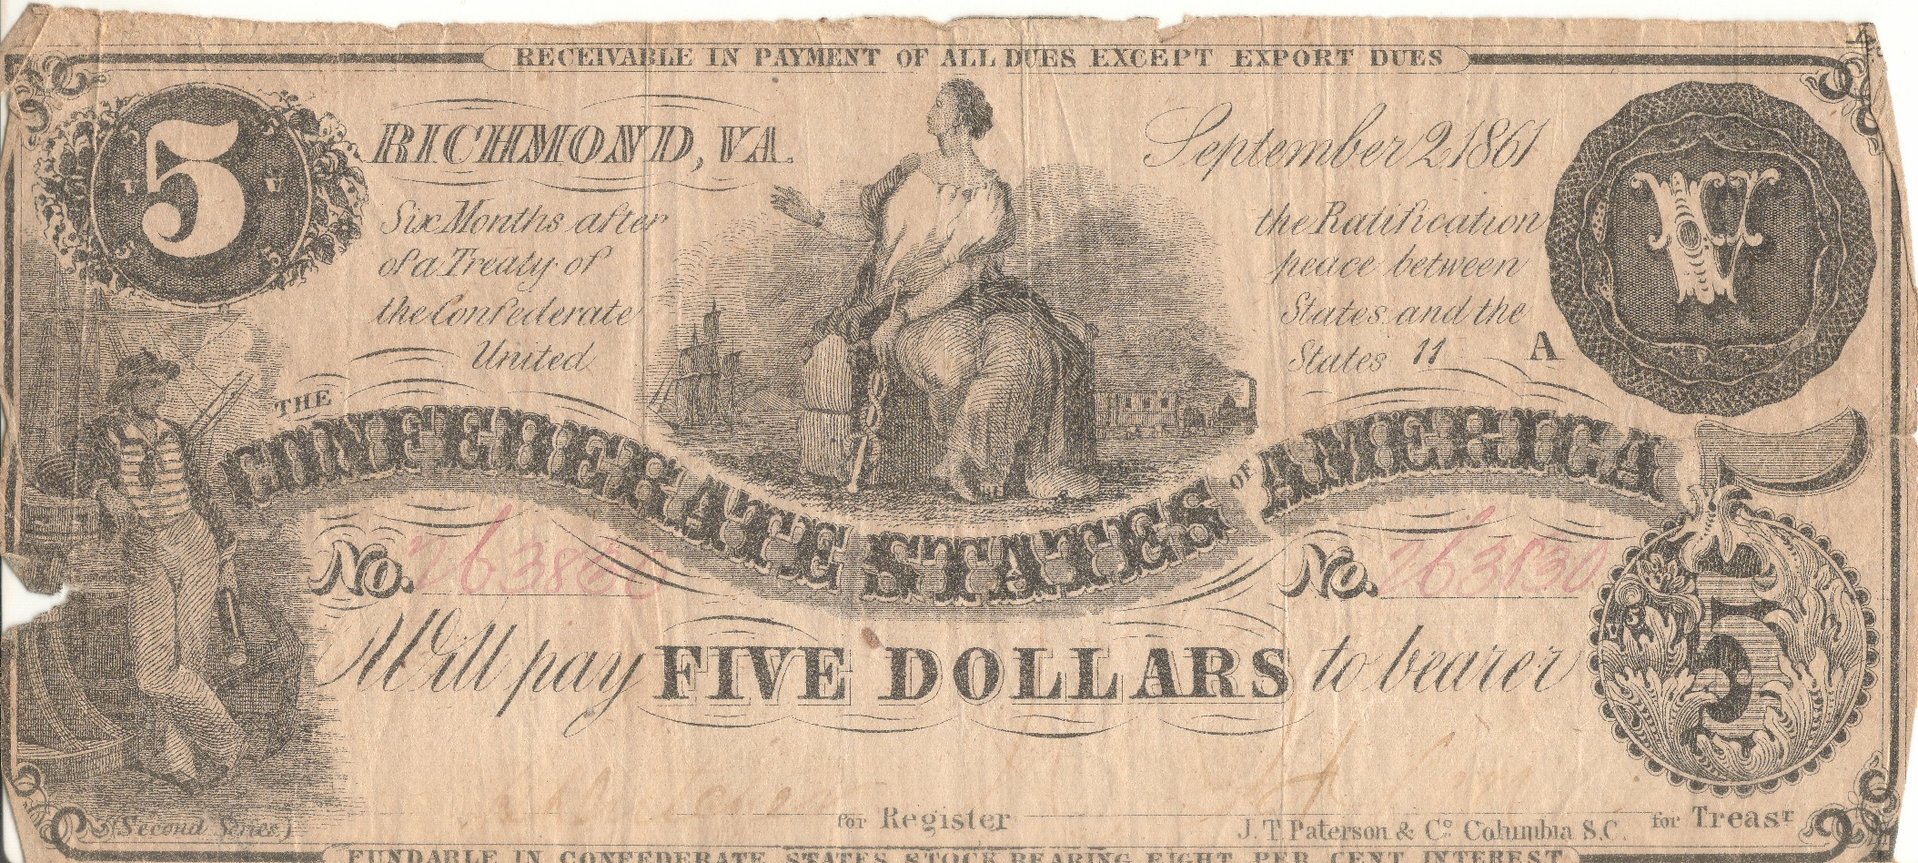 RECEIVABLE IN PAYMENT OF ALL DUES EXCEPT EXPORT DUES
5
RICHMOND, VA.
September 2 1861
V
Six Months after the Ratification
of a Treaty of peace between
the Confederate States and the
United States 11 A
THE CONFEDERATE STATES OF AMERICA
No. 263830
No. 263830
5
Will pay FIVE DOLLARS to bearer
for Register
for Treasr
(Second Series)
J. T. Paterson & Co Columbia S.C.
FUNDABLE IN CONFEDERATE STATES STOCK BEARING EIGHT PER CENT INTEREST